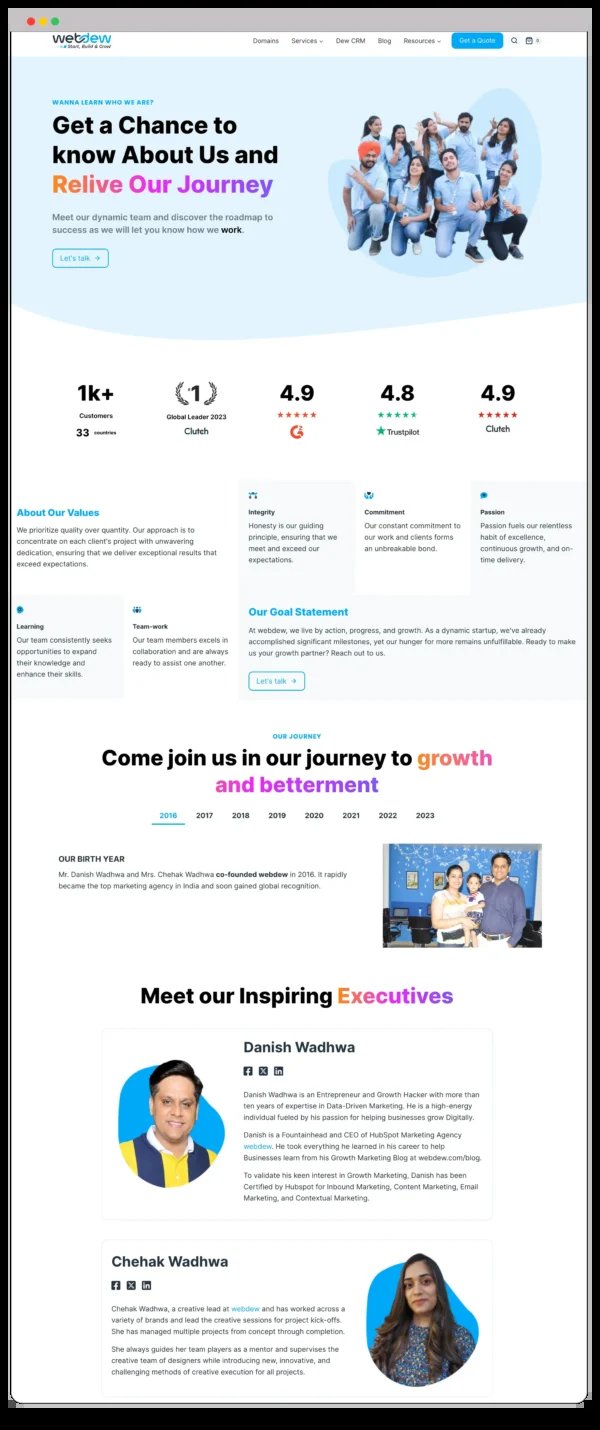 webdew
Start, Build & Grow!
Domains Services Dew CRM Blog Resources Get a Quote 0
WANNA LEARN WHO WE ARE?
Get a Chance to
know About Us and
Relive Our Journey
Meet our dynamic team and discover the roadmap to
success as we will let you know how we work.
Let's talk →
1k+
Customers
33 countries
#1
Global Leader 2023
Clutch
4.9
G2
4.8
Trustpilot
4.9
Clutch
About Our Values
We prioritize quality over quantity. Our approach is to
concentrate on each client's project with unwavering
dedication, ensuring that we deliver exceptional results that
exceed expectations.
Integrity
Honesty is our guiding
principle, ensuring that we
meet and exceed our
expectations.
Commitment
Our constant commitment to
our work and clients forms
an unbreakable bond.
Passion
Passion fuels our relentless
habit of excellence,
continuous growth, and on-
time delivery.
Learning
Our team consistently seeks
opportunities to expand
their knowledge and
enhance their skills.
Team-work
Our team members excels in
collaboration and are always
ready to assist one another.
Our Goal Statement
At webdew, we live by action, progress, and growth. As a dynamic startup, we've already
accomplished significant milestones, yet our hunger for more remains unfulfillable. Ready to make
us your growth partner? Reach out to us.
Let's talk →
OUR JOURNEY
Come join us in our journey to growth
and betterment
2016 2017 2018 2019 2020 2021 2022 2023
OUR BIRTH YEAR
Mr. Danish Wadhwa and Mrs. Chehak Wadhwa co-founded webdew in 2016. It rapidly
became the top marketing agency in India and soon gained global recognition.
Meet our Inspiring Executives
Danish Wadhwa
Danish Wadhwa is an Entrepreneur and Growth Hacker with more than
ten years of expertise in Data-Driven Marketing. He is a high-energy
individual fueled by his passion for helping businesses grow Digitally.
Danish is a Fountainhead and CEO of HubSpot Marketing Agency
webdew. He took everything he learned in his career to help
Businesses learn from his Growth Marketing Blog at webdew.com/blog.
To validate his keen interest in Growth Marketing, Danish has been
Certified by Hubspot for Inbound Marketing, Content Marketing, Email
Marketing, and Contextual Marketing.
Chehak Wadhwa
Chehak Wadhwa, a creative lead at webdew and has worked across a
variety of brands and lead the creative sessions for project kick-offs.
She has managed multiple projects from concept through completion.
She always guides her team players as a mentor and supervises the
creative team of designers while introducing new, innovative, and
challenging methods of creative execution for all projects.